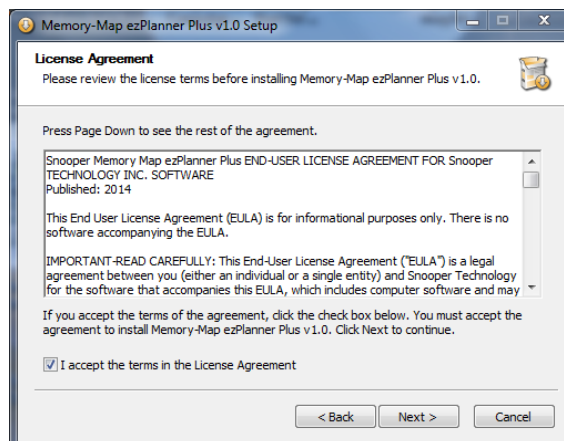 Memory-Map ezPlanner Plus v1.0 Setup
License Agreement
Please review the license terms before installing Memory-Map ezPlanner Plus v1.0.
Press Page Down to see the rest of the agreement.
Snooper Memory Map ezPlanner Plus END-USER LICENSE AGREEMENT FOR Snooper
TECHNOLOGY INC. SOFTWARE
Published: 2014
This End User License Agreement (EULA) is for informational purposes only. There is no
software accompanying the EULA.
IMPORTANT-READ CAREFULLY: This End-User License Agreement ("EULA") is a legal
agreement between you (either an individual or a single entity) and Snooper Technology
for the software that accompanies this EULA, which includes computer software and may
If you accept the terms of the agreement, click the check box below. You must accept the
agreement to install Memory-Map ezPlanner Plus v1.0. Click Next to continue.
I accept the terms in the License Agreement
< Back Next > Cancel